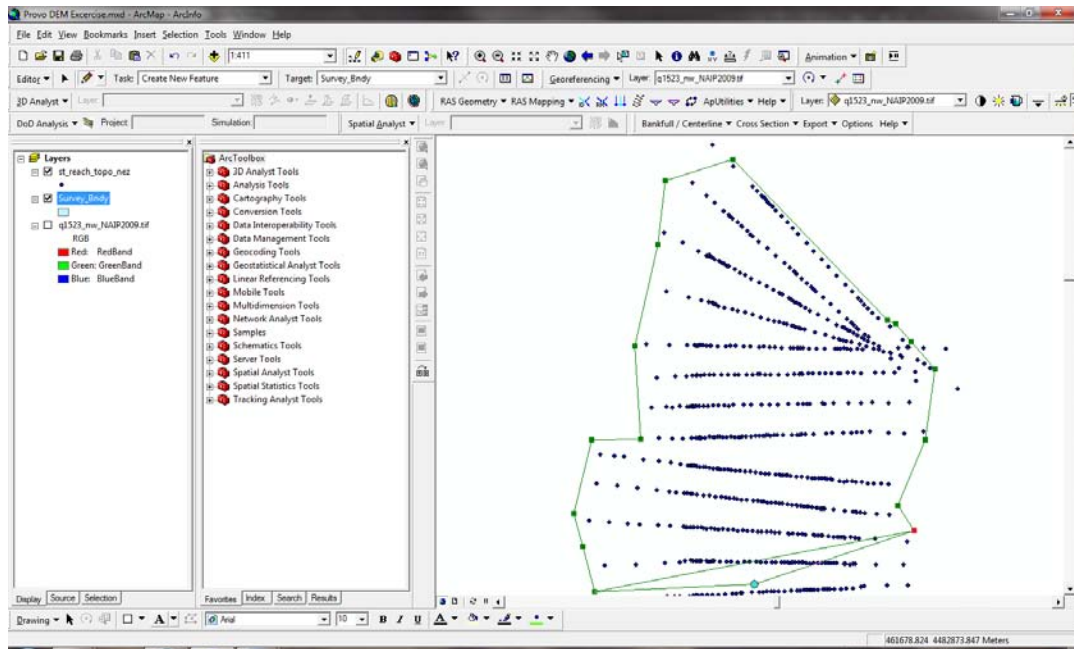 Provo DEM Excercise.mxd - ArcMap - ArcInfo
File Edit View Bookmarks Insert Selection Tools Window Help
1:411
Animation
Editor Task: Create New Feature Target: Survey_Bndy Georeferencing Layer: q1523_nw_NAIP2009.tif
3D Analyst Layer: RAS Geometry RAS Mapping ApUtilities Help Layer: q1523_nw_NAIP2009.tif
DoD Analysis Project Simulation Spatial Analyst Layer: Bankfull / Centerline Cross Section Export Options Help
Layers
st_reach_topo_nez
Survey_Bndy
q1523_nw_NAIP2009.tif
RGB
Red: RedBand
Green: GreenBand
Blue: BlueBand
ArcToolbox
3D Analyst Tools
Analysis Tools
Cartography Tools
Conversion Tools
Data Interoperability Tools
Data Management Tools
Geocoding Tools
Geostatistical Analyst Tools
Linear Referencing Tools
Mobile Tools
Multidimension Tools
Network Analyst Tools
Samples
Schematics Tools
Server Tools
Spatial Analyst Tools
Spatial Statistics Tools
Tracking Analyst Tools
Display Source Selection
Favorites Index Search Results
Drawing A Arial 10 B I U A
461678.824 4482873.847 Meters